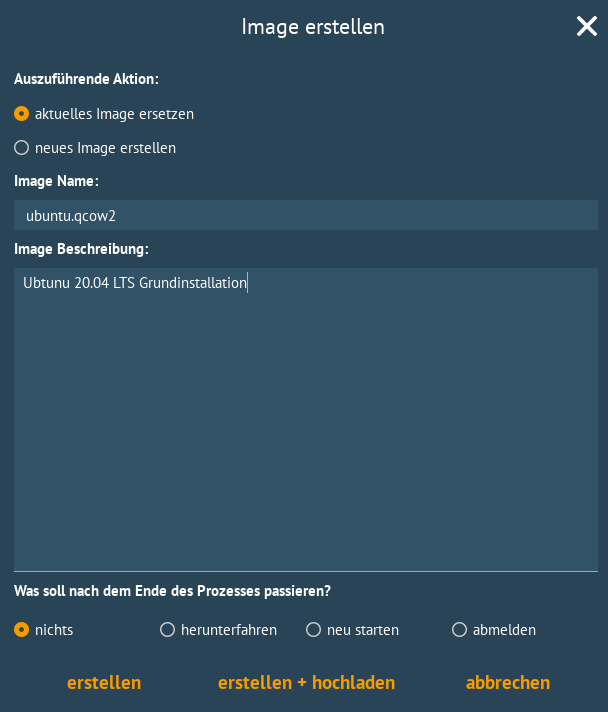 Image erstellen
Auszuführende Aktion:
aktuelles Image ersetzen
neues Image erstellen
Image Name:
ubuntu.qcow2
Image Beschreibung:
Ubtunu 20.04 LTS Grundinstallation
Was soll nach dem Ende des Prozesses passieren?
nichts herunterfahren neu starten abmelden
erstellen erstellen + hochladen abbrechen